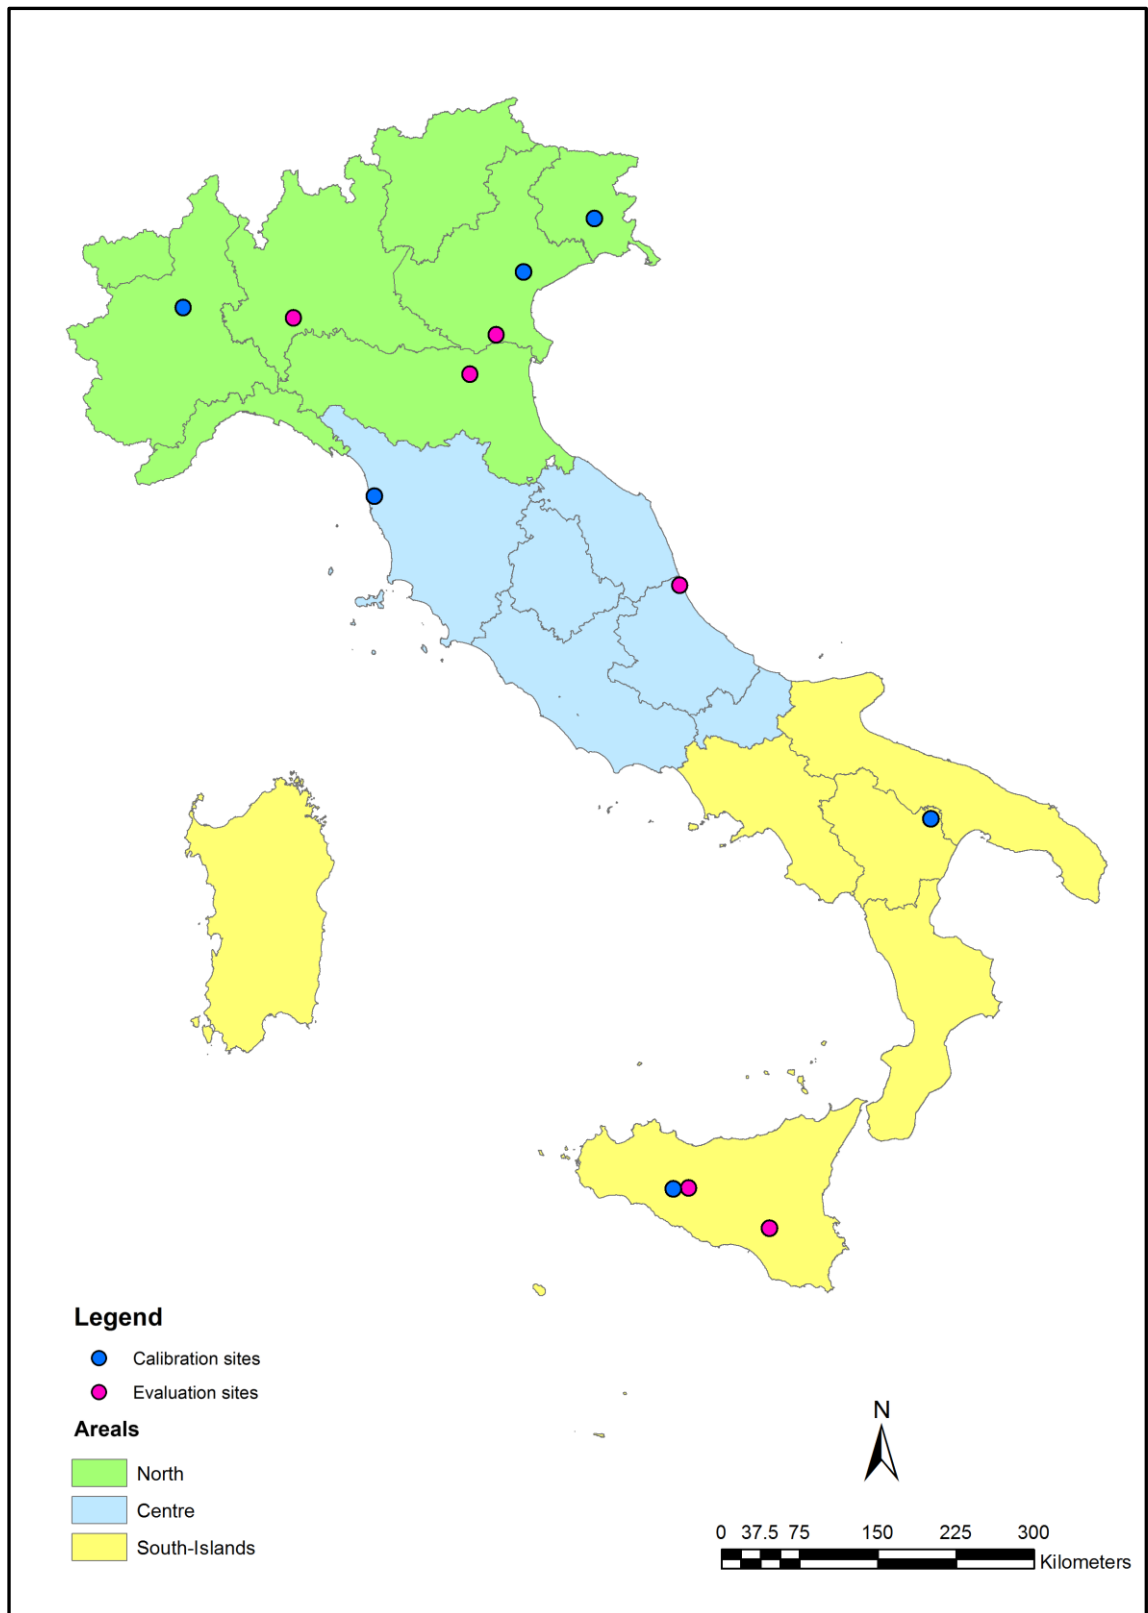 Legend
Calibration sites
Evaluation sites
Areals
North
Centre
South-Islands
N
0 37.5 75 150 225 300
Kilometers